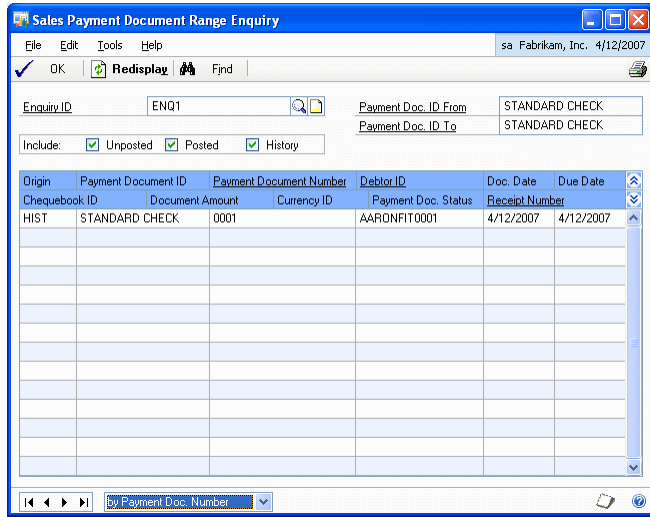 Sales Payment Document Range Enquiry
File Edit Tools Help sa Fabrikam, Inc. 4/12/2007
OK Redisplay Find
Enquiry ID ENQ1 Payment Doc. ID From STANDARD CHECK
Payment Doc. ID To STANDARD CHECK
Include: Unposted Posted History
Origin Payment Document ID Payment Document Number Debtor ID Doc. Date Due Date
Chequebook ID Document Amount Currency ID Payment Doc. Status Receipt Number
HIST STANDARD CHECK 0001 AARONFIT0001 4/12/2007 4/12/2007
by Payment Doc. Number